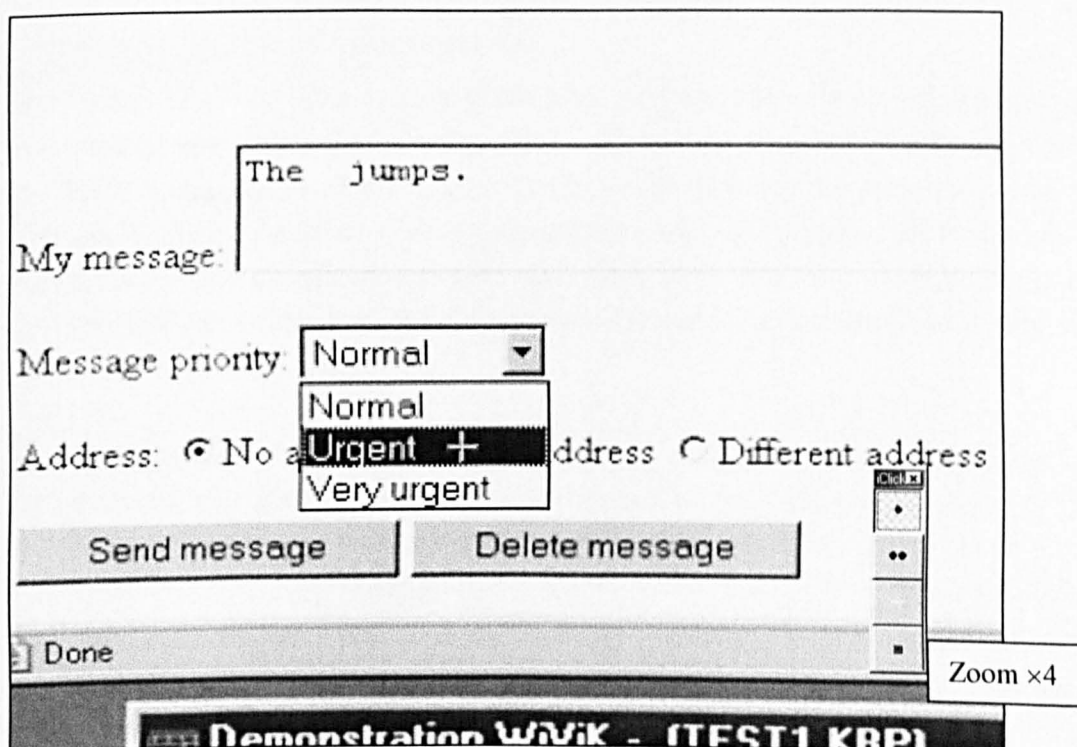 The jumps.
My message:
Message priority: Normal
Normal
Urgent
Very urgent
Address: No a ddress Different address
iClick
Send message Delete message
Done
Zoom ×4
Demonstration WiViK - (TEST1.KBP)